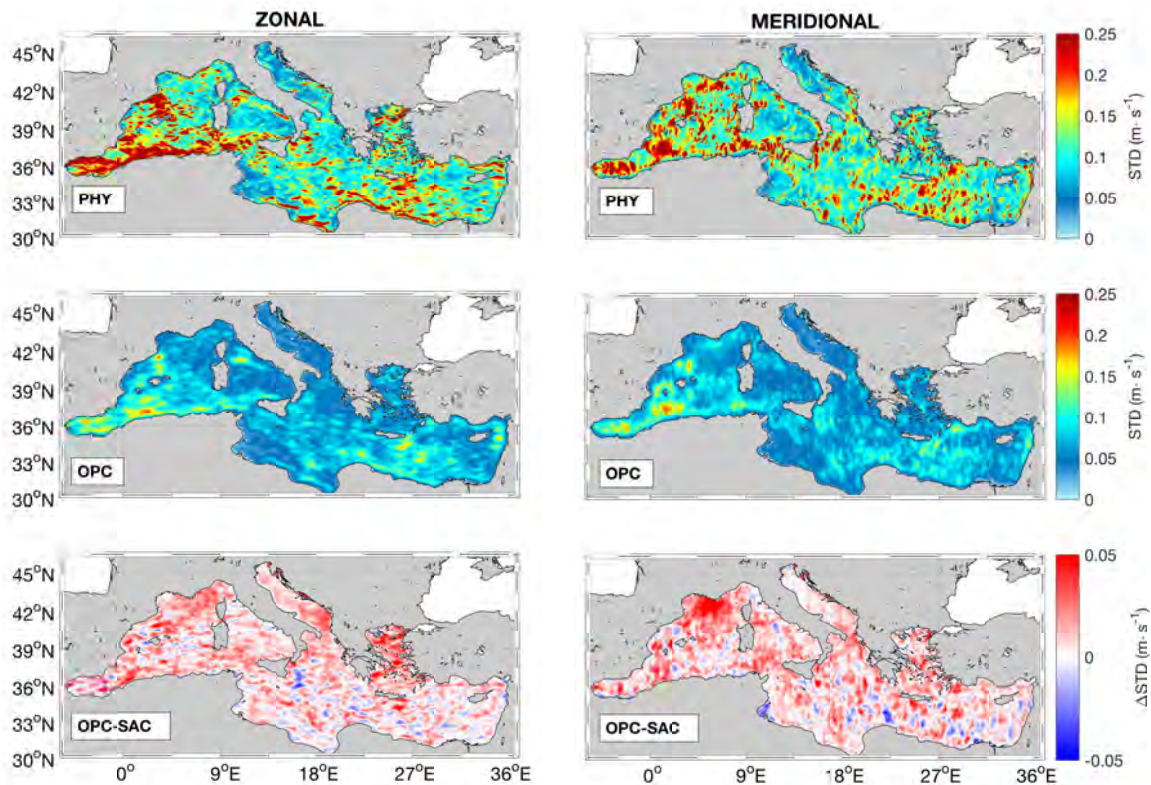 ZONAL
MERIDIONAL
45°N
42°N
39°N
36°N
33°N
30°N
PHY
PHY
0.25
0.2
0.15
0.1
0.05
0
STD (m· s⁻¹)
45°N
42°N
39°N
36°N
33°N
30°N
OPC
OPC
0.25
0.2
0.15
0.1
0.05
0
STD (m· s⁻¹)
45°N
42°N
39°N
36°N
33°N
30°N
OPC-SAC
OPC-SAC
0.05
0
-0.05
ΔSTD (m· s⁻¹)
0° 9°E 18°E 27°E 36°E
0° 9°E 18°E 27°E 36°E